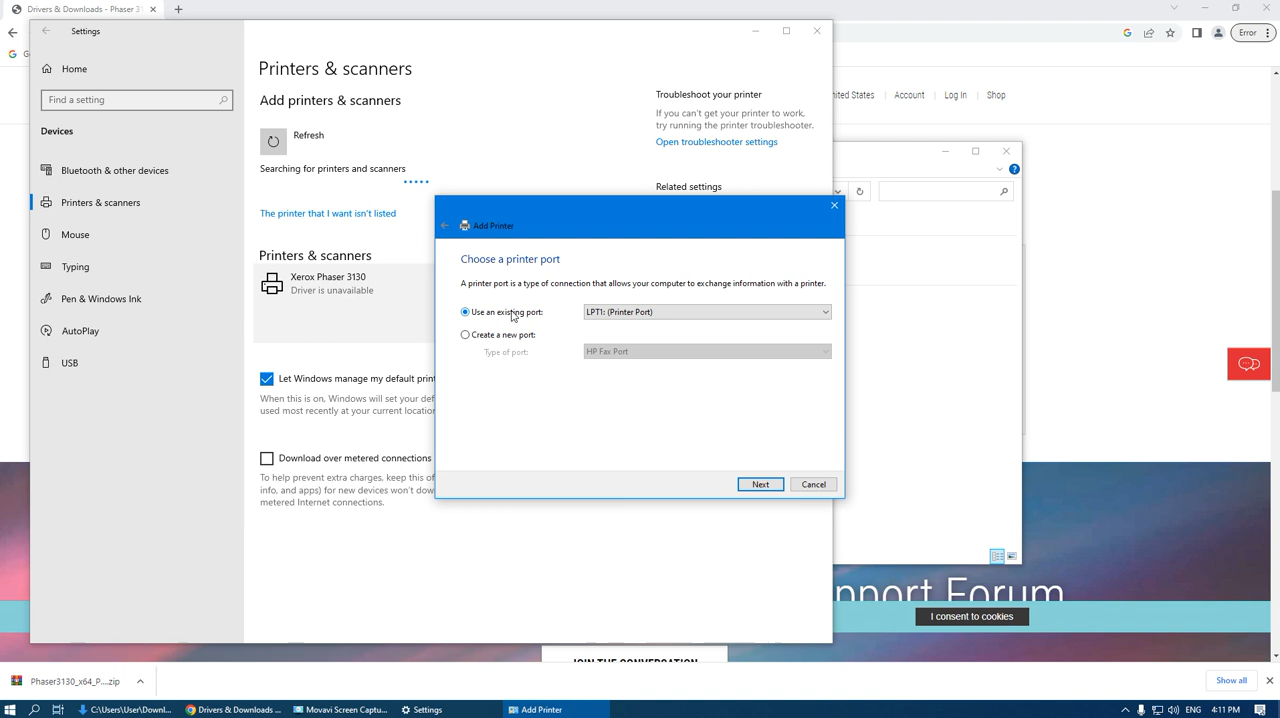 Drivers & Downloads - Phaser 3
Settings
Error
G
Home
Printers & scanners
Find a setting
Add printers & scanners
Troubleshoot your printer
If you can't get your printer to work,
try running the printer troubleshooter.
Open troubleshooter settings
Account
Log In
Shop
Devices
Refresh
Bluetooth & other devices
Searching for printers and scanners
Related settings
Printers & scanners
The printer that I want isn't listed
Add Printer
Mouse
Printers & scanners
Choose a printer port
Typing
Xerox Phaser 3130
Driver is unavailable
A printer port is a type of connection that allows your computer to exchange information with a printer.
Pen & Windows Ink
Use an existing port:
LPT1: (Printer Port)
AutoPlay
Create a new port:
Type of port:
HP Fax Port
USB
Let Windows manage my default print
When this is on, Windows will set your def
used most recently at your current location
Download over metered connections
To help prevent extra charges, keep this of
info, and apps) for new devices won't dow
metered Internet connections.
Next
Cancel
pport Forum
I consent to cookies
JOIN THE CONVERSATION
Phaser3130_x64_P....zip
Show all
C:\Users\User\Downl...
Drivers & Downloads ...
Movavi Screen Captu...
Settings
Add Printer
ENG
4:11 PM